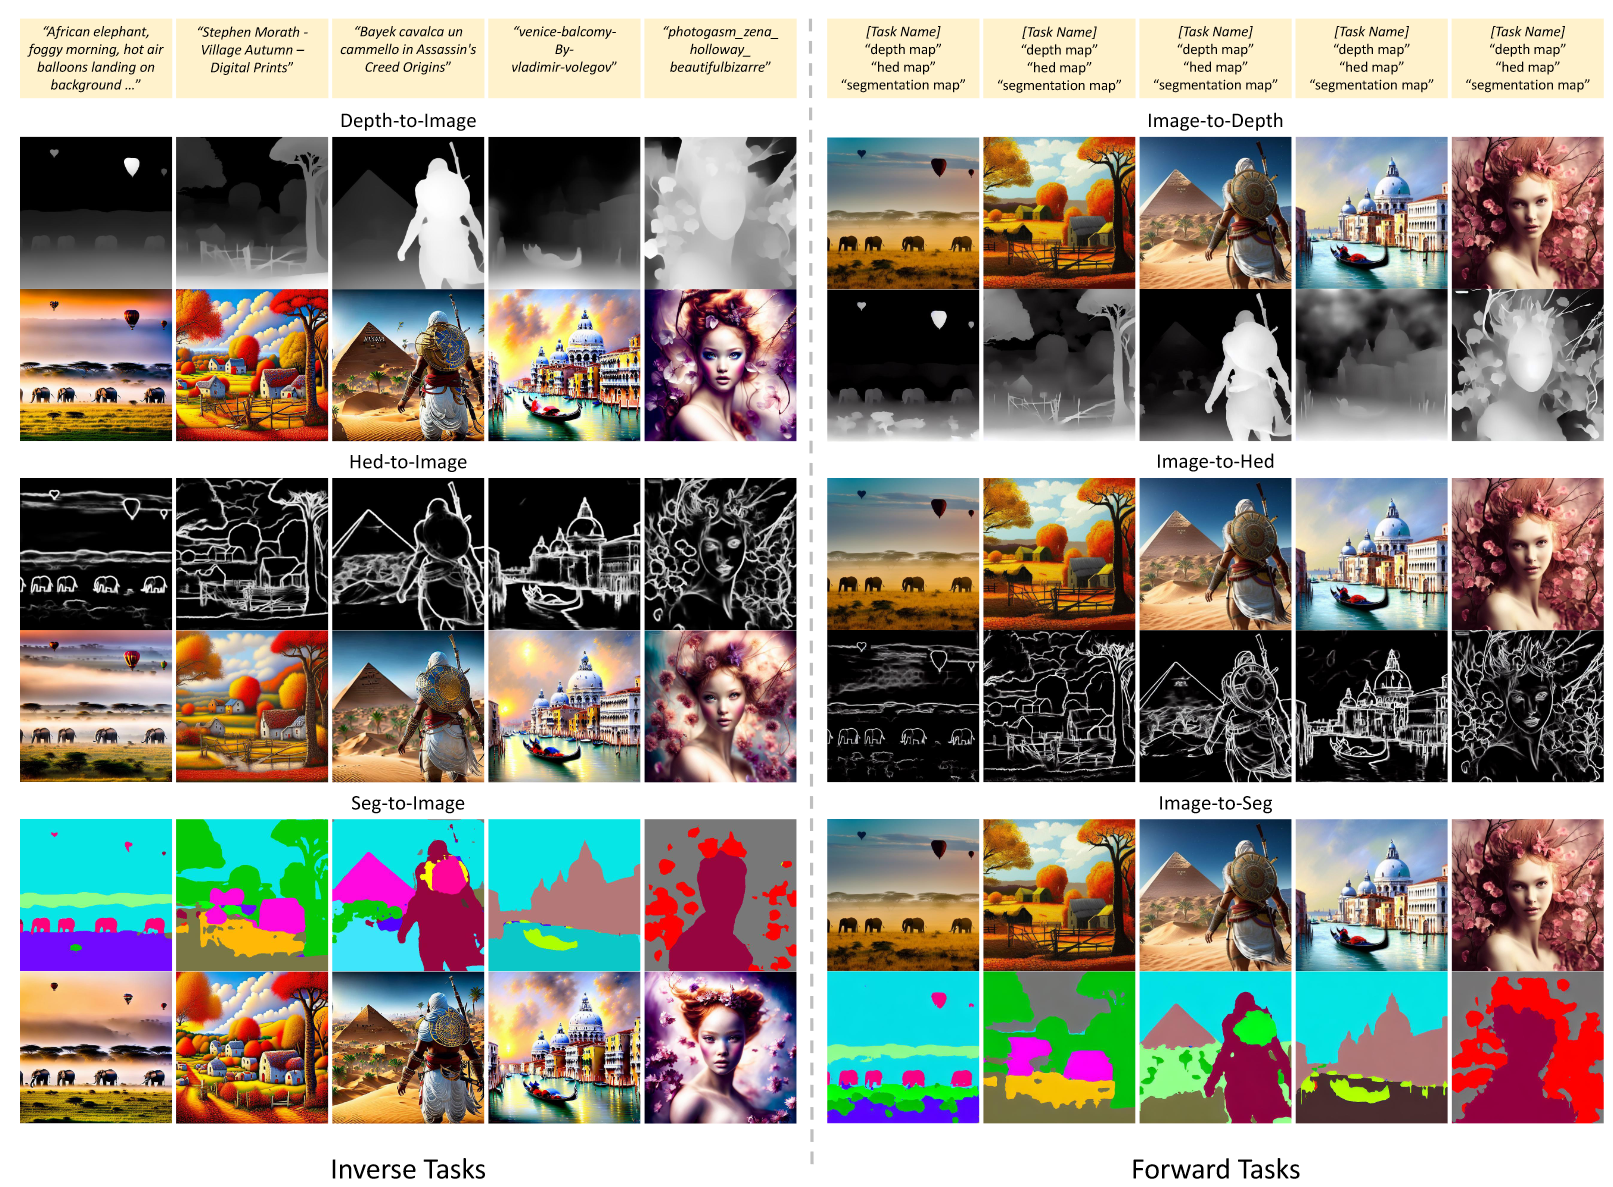 “African elephant,
foggy morning, hot air
balloons landing on
background …”
“Stephen Morath -
Village Autumn –
Digital Prints”
“Bayek cavalca un
cammello in Assassin's
Creed Origins”
“venice-balcomy-
By-
vladimir-volegov”
“photogasm_zena_
holloway_
beautifulbizarre”
[Task Name]
“depth map”
“hed map”
“segmentation map”
[Task Name]
“depth map”
“hed map”
“segmentation map”
[Task Name]
“depth map”
“hed map”
“segmentation map”
[Task Name]
“depth map”
“hed map”
“segmentation map”
[Task Name]
“depth map”
“hed map”
“segmentation map”
Depth-to-Image
Image-to-Depth
Hed-to-Image
Image-to-Hed
Seg-to-Image
Image-to-Seg
Inverse Tasks
Forward Tasks